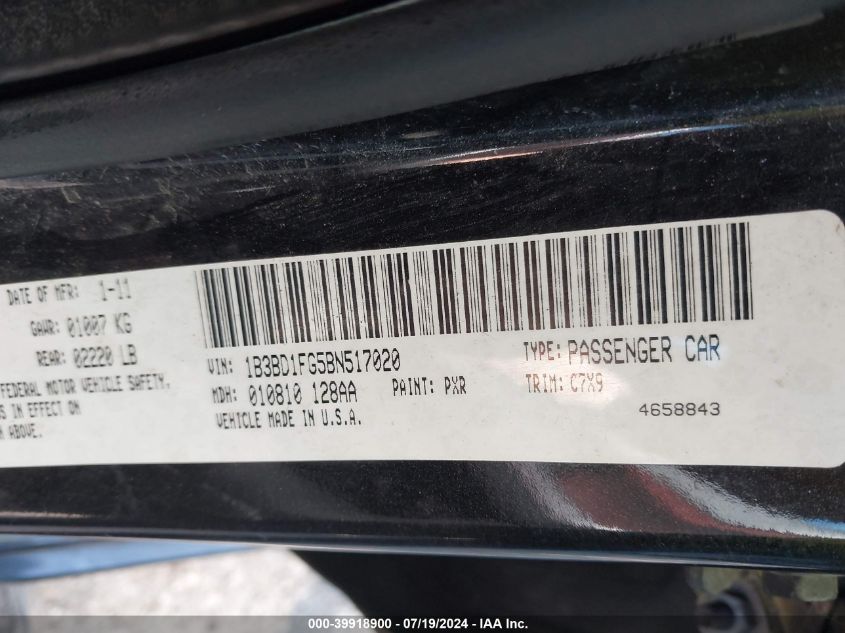 DATE OF MFR: 1-11
GAWR: 01007 KG
REAR: 02220 LB
FEDERAL MOTOR VEHICLE SAFETY,
IN EFFECT ON
ABOVE.
VIN: 1B3BD1FG5BN517020
TYPE: PASSENGER CAR
MDH: 010810 128AA
PAINT: PXR
TRIM: C7X9
VEHICLE MADE IN U.S.A.
4658843
000-39918900 - 07/19/2024 - IAA Inc.